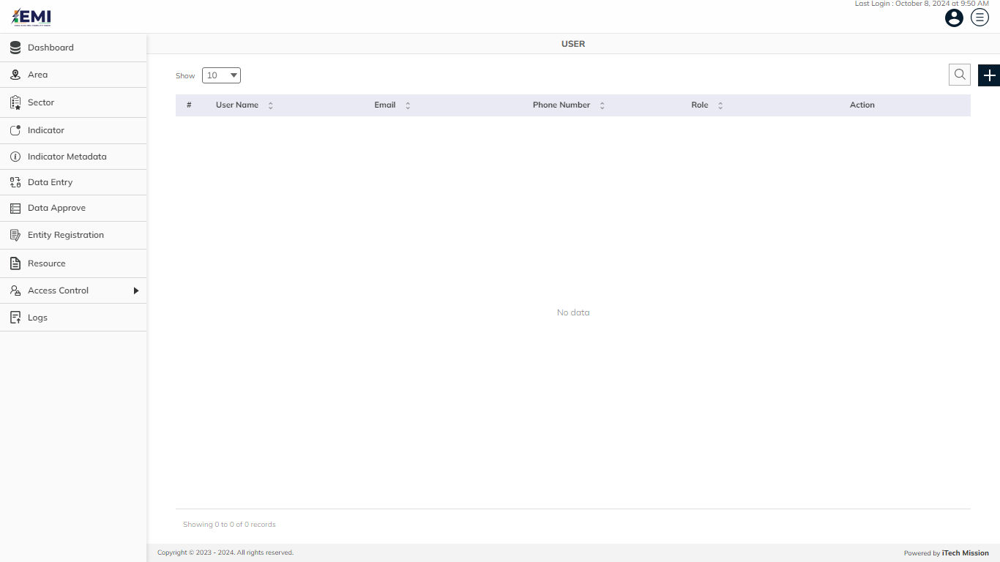 Last Login : October 8, 2024 at 9:50 AM
EMI
Dashboard
Area
Sector
Indicator
Indicator Metadata
Data Entry
Data Approve
Entity Registration
Resource
Access Control
Logs
USER
Show 10
# User Name Email Phone Number Role Action
No data
Showing 0 to 0 of 0 records
Copyright © 2023 - 2024. All rights reserved.
Powered by iTech Mission